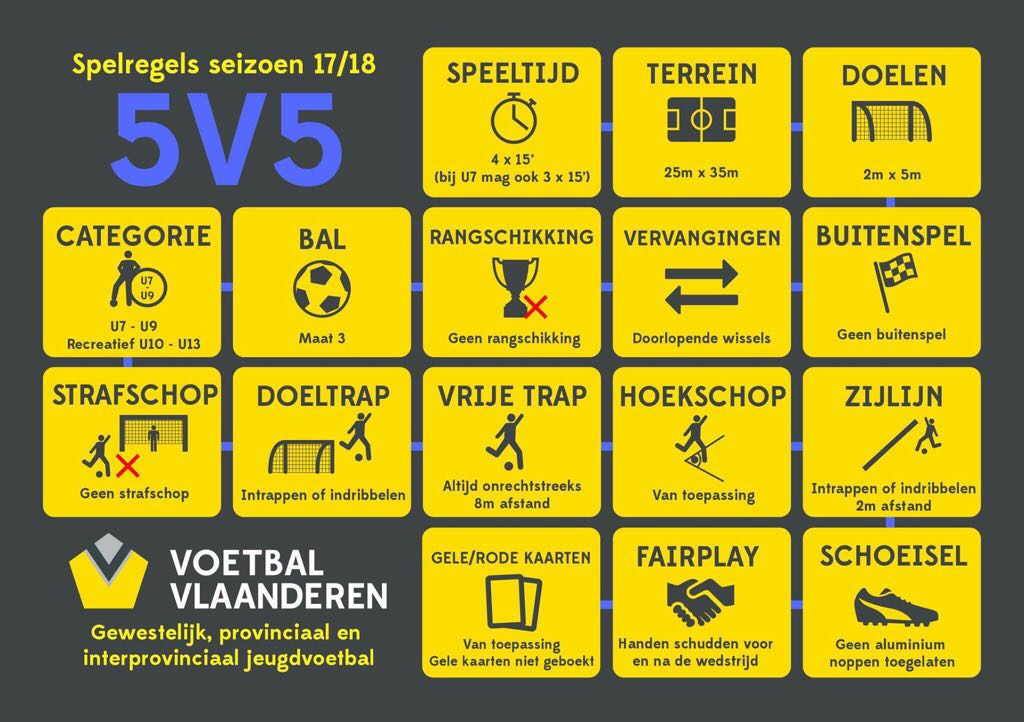 Spelregels seizoen 17/18
5V5
SPEELTIJD
4 x 15'
(bij U7 mag ook 3 x 15')
TERREIN
25m x 35m
DOELEN
2m x 5m
CATEGORIE
U7
-
U9
U7 - U9
Recreatief U10 - U13
BAL
Maat 3
RANGSCHIKKING
Geen rangschikking
VERVANGINGEN
Doorlopende wissels
BUITENSPEL
Geen buitenspel
STRAFSCHOP
Geen strafschop
DOELTRAP
Intrappen of indribbelen
VRIJE TRAP
Altijd onrechtstreeks
8m afstand
HOEKSCHOP
Van toepassing
ZIJLIJN
Intrappen of indribbelen
2m afstand
VOETBAL
VLAANDEREN
Gewestelijk, provinciaal en
interprovinciaal jeugdvoetbal
GELE/RODE KAARTEN
Van toepassing
Gele kaarten niet geboekt
FAIRPLAY
Handen schudden voor
en na de wedstrijd
SCHOEISEL
Geen aluminium
noppen toegelaten